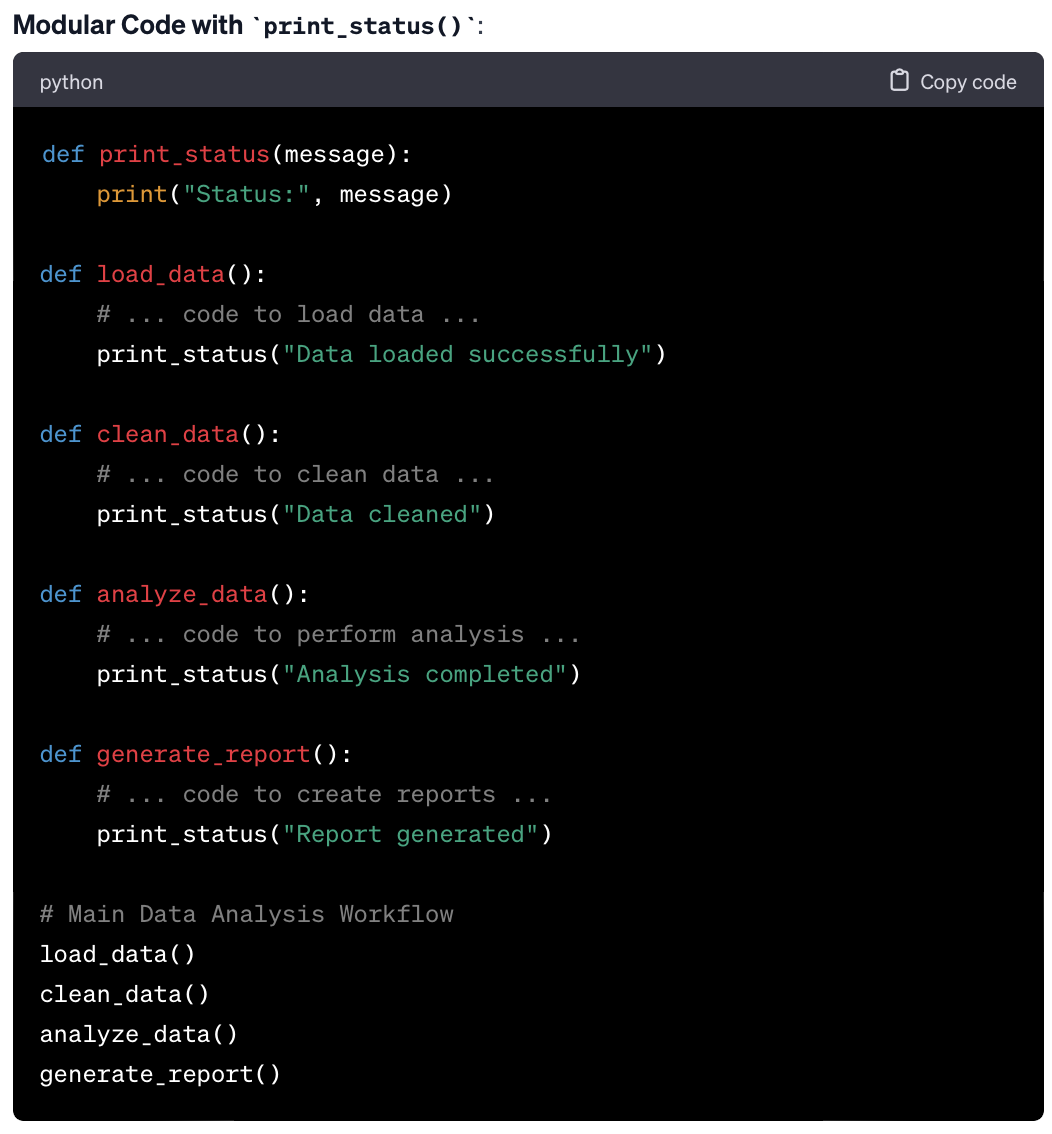 Modular Code with `print_status()`:
python
Copy code
def print_status(message):
    print("Status:", message)

def load_data():
    # ... code to load data ...
    print_status("Data loaded successfully")

def clean_data():
    # ... code to clean data ...
    print_status("Data cleaned")

def analyze_data():
    # ... code to perform analysis ...
    print_status("Analysis completed")

def generate_report():
    # ... code to create reports ...
    print_status("Report generated")

# Main Data Analysis Workflow
load_data()
clean_data()
analyze_data()
generate_report()